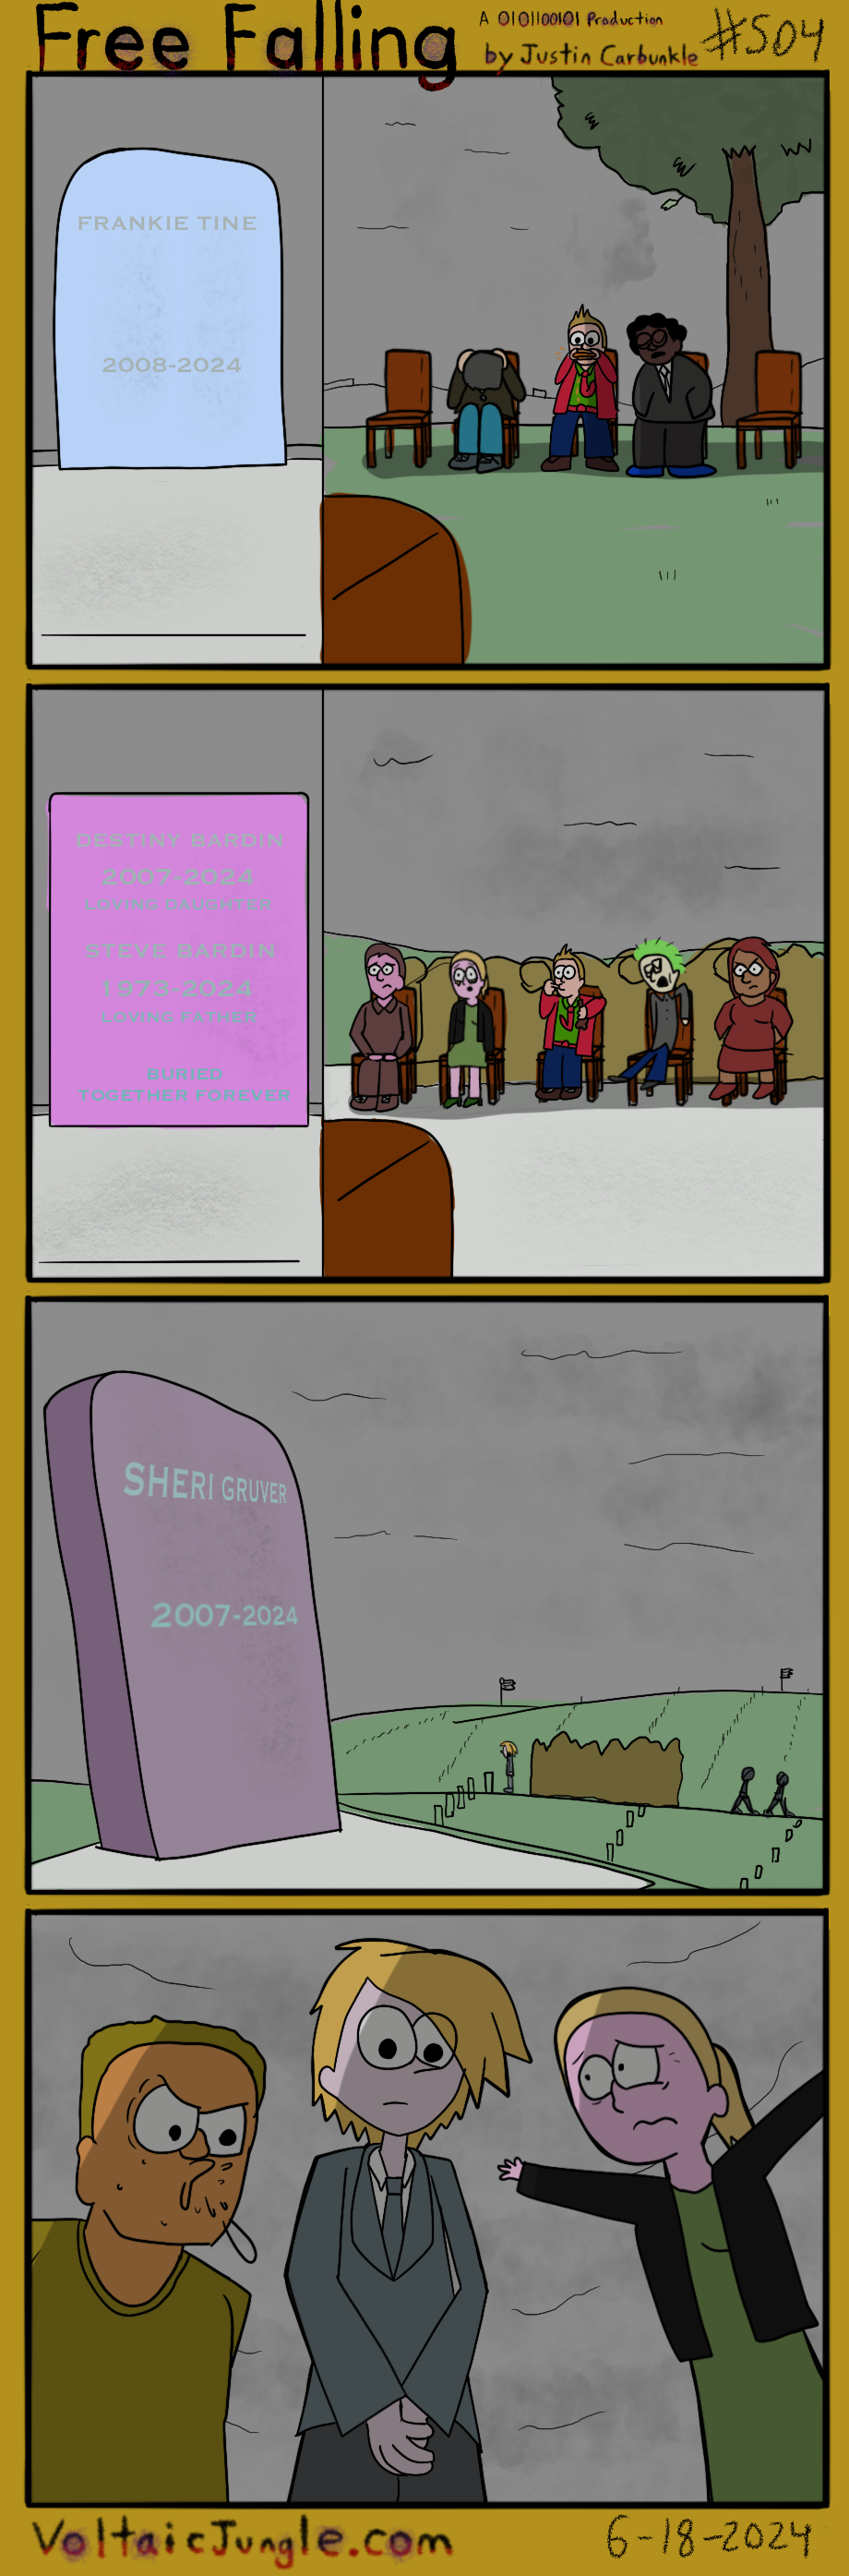 Free Falling
A 0101100101 Production
by Justin Carbunkle
#504
FRANKIE TINE
2008-2024
DESTINY BARDIN
2007-2024
LOVING DAUGHTER
STEVE BARDIN
1973-2024
LOVING FATHER
BURIED
TOGETHER FOREVER
SHERI GRUVER
2007-2024
VoltaicJungle.com
6-18-2024